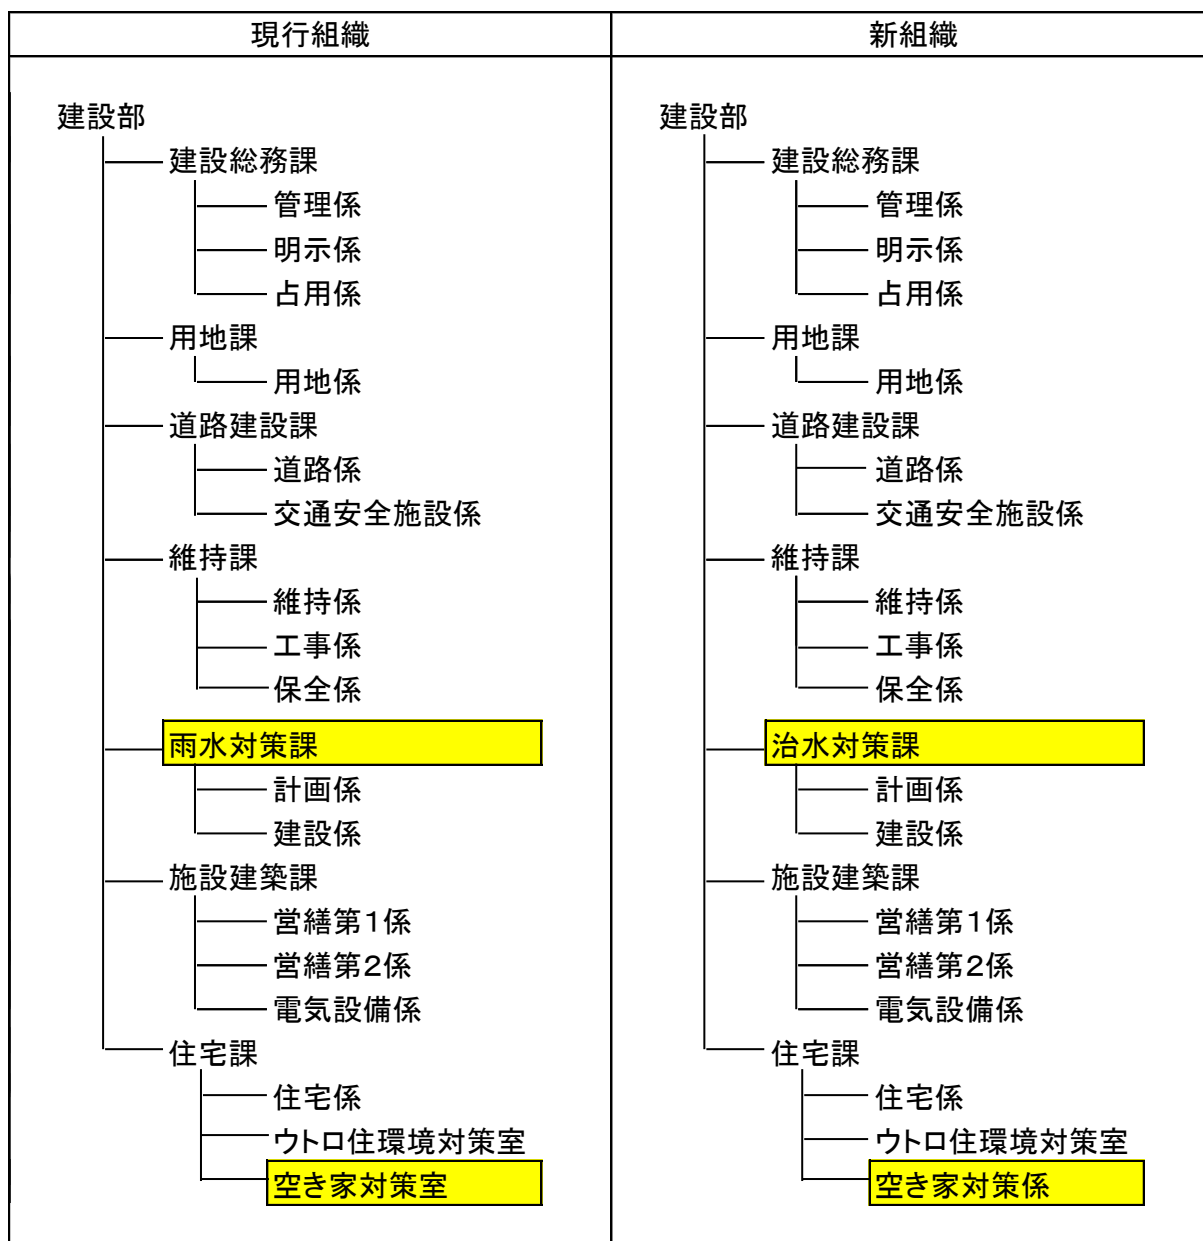 現行組織
新組織
建設部
建設総務課
管理係
明示係
占用係
用地課
用地係
道路建設課
道路係
交通安全施設係
維持課
維持係
工事係
保全係
雨水対策課
計画係
建設係
施設建築課
営繕第1係
営繕第2係
電気設備係
住宅課
住宅係
ウトロ住環境対策室
空き家対策室
建設部
建設総務課
管理係
明示係
占用係
用地課
用地係
道路建設課
道路係
交通安全施設係
維持課
維持係
工事係
保全係
治水対策課
計画係
建設係
施設建築課
営繕第1係
営繕第2係
電気設備係
住宅課
住宅係
ウトロ住環境対策室
空き家対策係